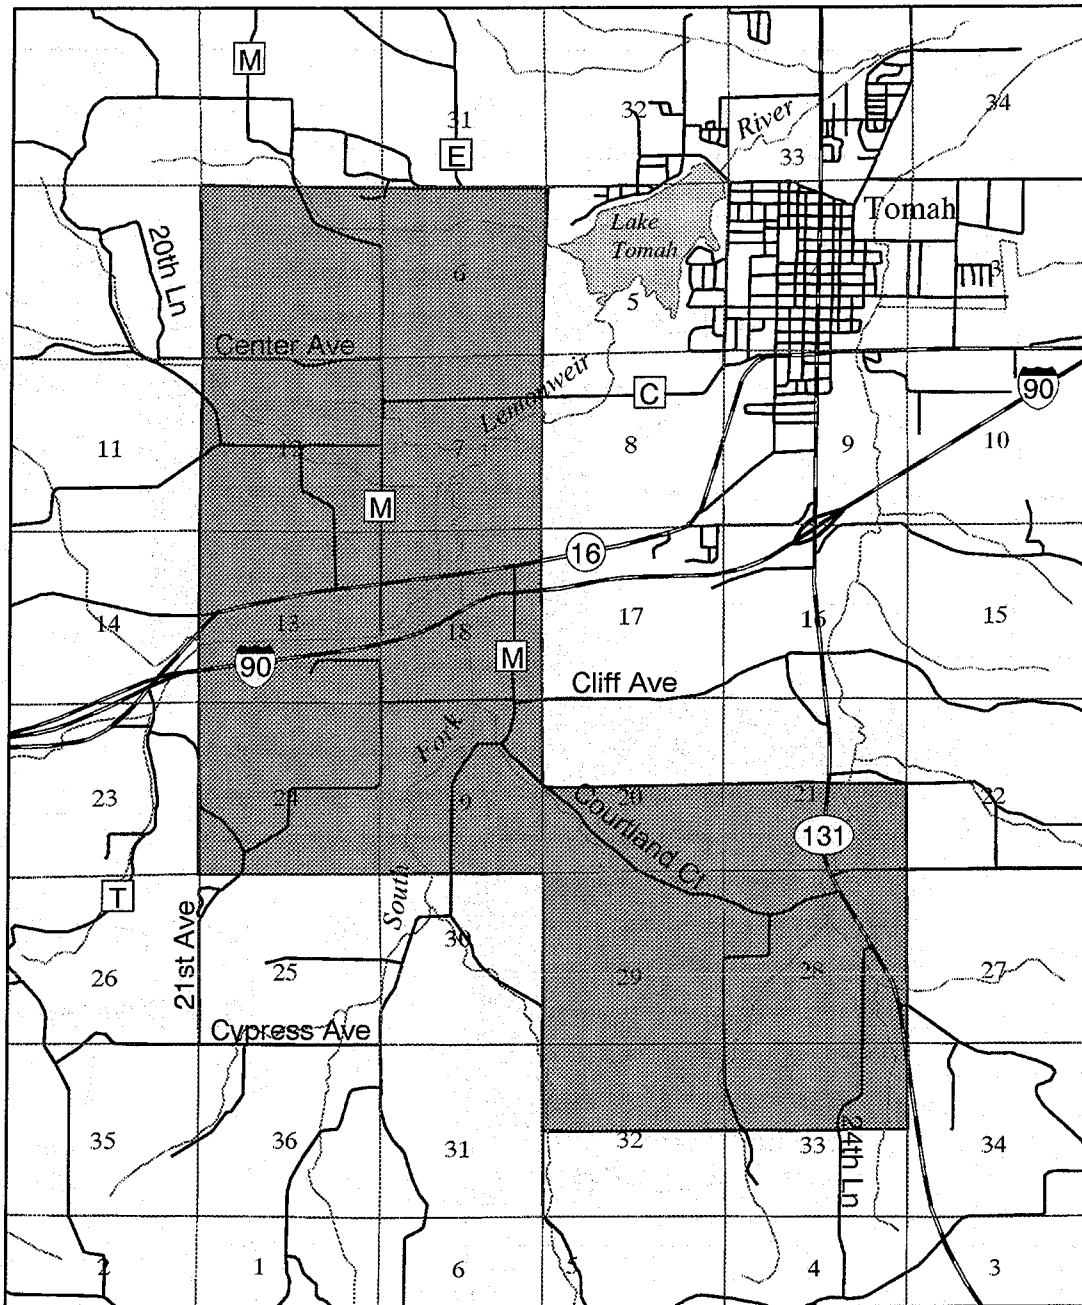 M
31
E
32
River
33
34
Lake
Tomah
Tomah
20th Ln
6
5
3
Center Ave
Lemonweir
C
90
11
12
7
8
9
10
M
16
14
13
18
17
16
15
90
M
Cliff Ave
Fork
23
24
19
20
21
22
Courtland Ct
131
T
South
21st Ave
30
26
25
29
28
27
Cypress Ave
35
36
31
32
33
34
24th Ln
2
1
6
5
4
3